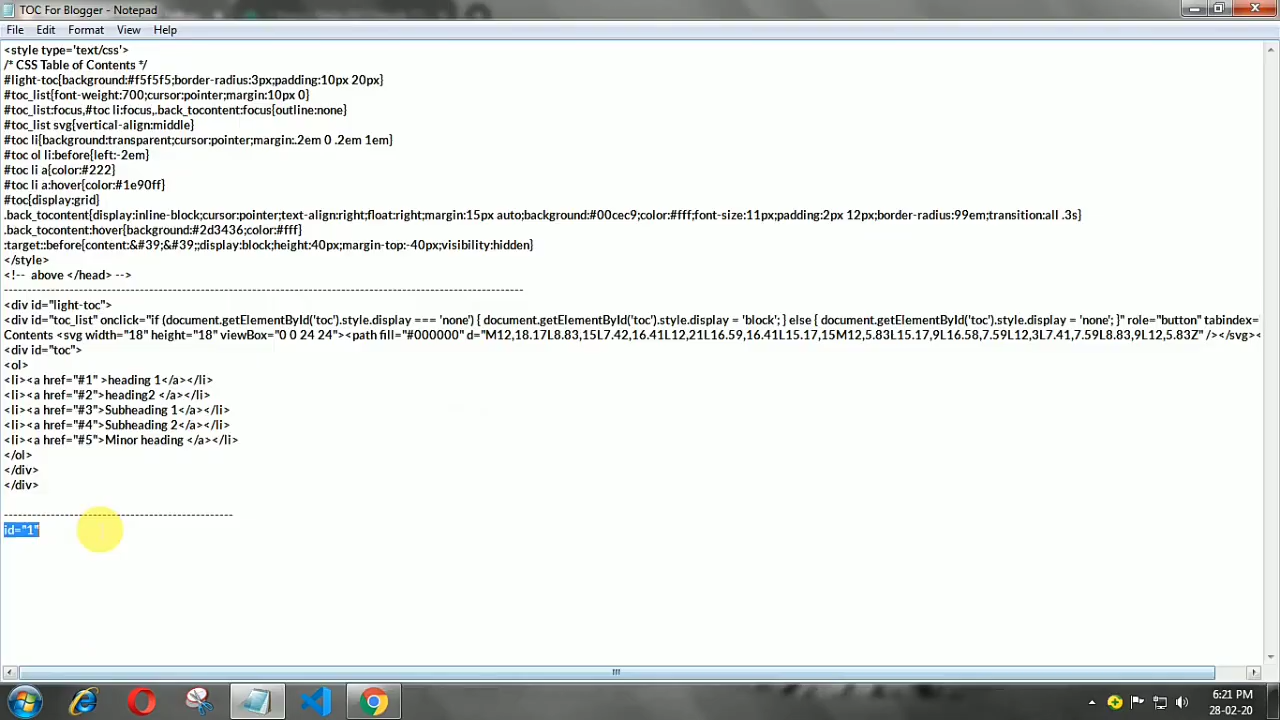 TOC For Blogger - Notepad
File Edit Format View Help
<style type='text/css'>
/* CSS Table of Contents */
#light-toc{background:#f5f5f5;border-radius:3px;padding:10px 20px}
#toc_list{font-weight:700;cursor:pointer;margin:10px 0}
#toc_list:focus,#toc li:focus,.back_tocontent:focus{outline:none}
#toc_list svg{vertical-align:middle}
#toc li{background:transparent;cursor:pointer;margin:.2em 0 .2em 1em}
#toc ol li:before{left:-2em}
#toc li a{color:#222}
#toc li a:hover{color:#1e90ff}
#toc{display:grid}
.back_tocontent{display:inline-block;cursor:pointer;text-align:right;float:right;margin:15px auto;background:#00cec9;color:#fff;font-size:11px;padding:2px 12px;border-radius:99em;transition:all .3s}
.back_tocontent:hover{background:#2d3436;color:#fff}
:target::before{content:&#39;&#39;;display:block;height:40px;margin-top:-40px;visibility:hidden}
</style>
<!--  above </head> -->
----------------------------------------------------------------------------------------------------------------
<div id="light-toc">
<div id="toc_list" onclick="if (document.getElementById('toc').style.display === 'none') { document.getElementById('toc').style.display = 'block'; } else { document.getElementById('toc').style.display = 'none'; }" role="button" tabindex=
Contents <svg width="18" height="18" viewBox="0 0 24 24"><path fill="#000000" d="M12,18.17L8.83,15L7.42,16.41L12,21L16.59,16.41L15.17,15M12,5.83L15.17,9L16.58,7.59L12,3L7.41,7.59L8.83,9L12,5.83Z" /></svg><
<div id="toc">
<ol>
<li><a href="#1" >heading 1</a></li>
<li><a href="#2">heading2 </a></li>
<li><a href="#3">Subheading 1</a></li>
<li><a href="#4">Subheading 2</a></li>
<li><a href="#5">Minor heading </a></li>
</ol>
</div>
</div>
-------------------------------------------------
id="1"
6:21 PM
28-02-20